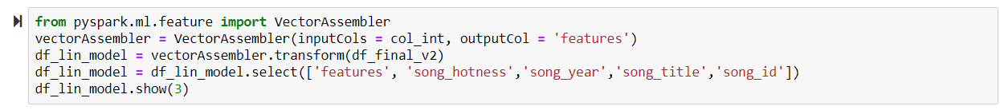 from pyspark.ml.feature import VectorAssembler
vectorAssembler = VectorAssembler(inputCols = col_int, outputCol = 'features')
df_lin_model = vectorAssembler.transform(df_final_v2)
df_lin_model = df_lin_model.select(['features', 'song_hotness','song_year','song_title','song_id'])
df_lin_model.show(3)